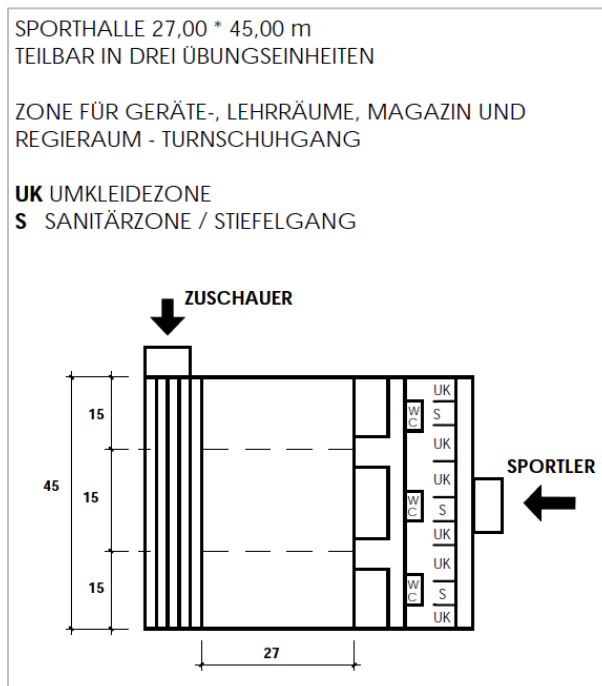 SPORTHALLE 27,00 * 45,00 m
TEILBAR IN DREI ÜBUNGSEINHEITEN
ZONE FÜR GERÄTE-, LEHRRÄUME, MAGAZIN UND
REGIERAUM - TURNSCHUHGANG
UK UMKLEIDEZONE
S SANITÄRZONE / STIEFELGANG
ZUSCHAUER
UK
15
WC
S
UK
SPORTLER
UK
45
15
WC
S
UK
UK
15
WC
S
UK
27